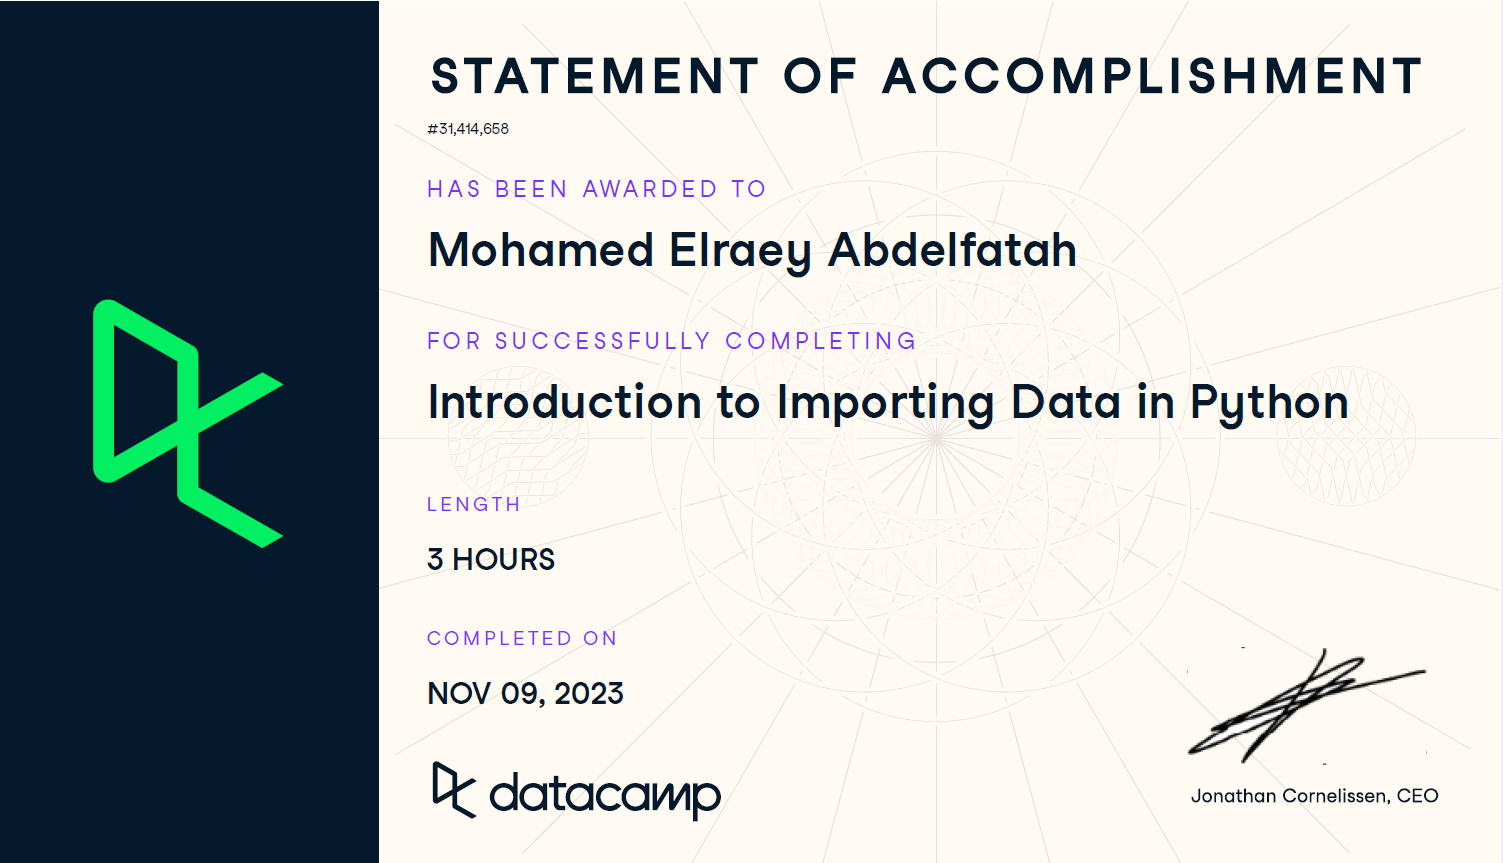 STATEMENT OF ACCOMPLISHMENT
#31,414,658
HAS BEEN AWARDED TO
Mohamed Elraey Abdelfatah
FOR SUCCESSFULLY COMPLETING
Introduction to Importing Data in Python
LENGTH
3 HOURS
COMPLETED ON
NOV 09, 2023
datacamp
Jonathan Cornelissen, CEO